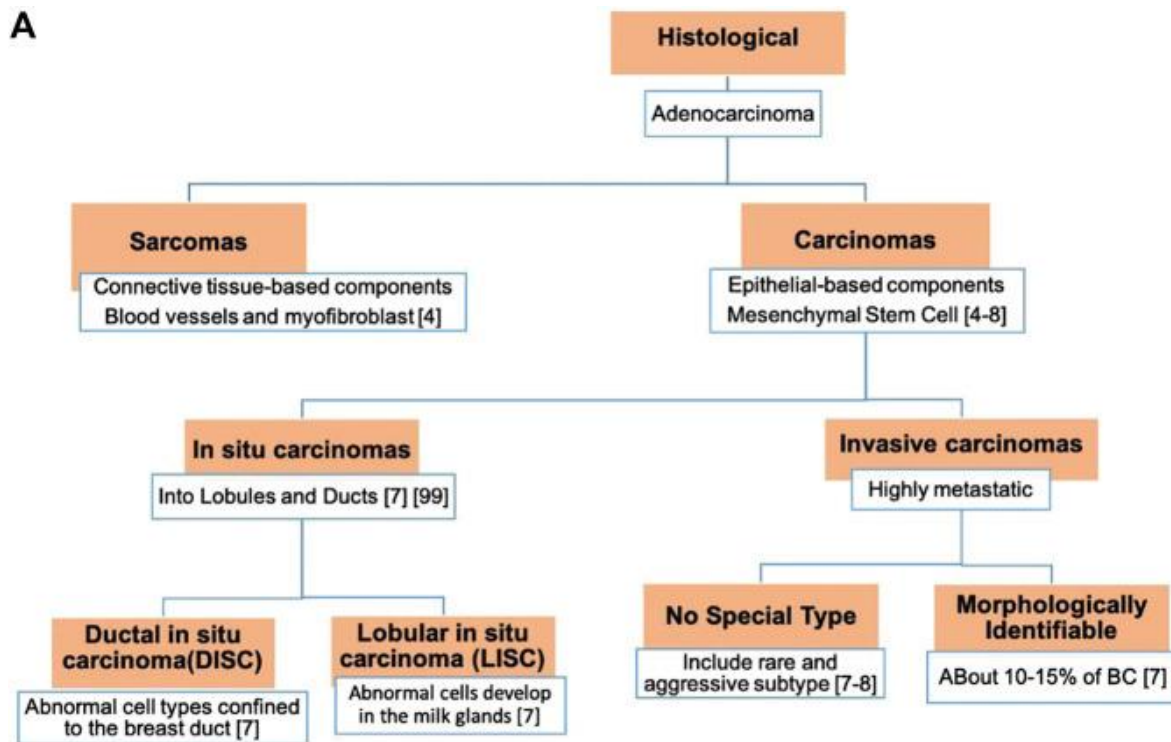 A
Histological
Adenocarcinoma
Sarcomas
Connective tissue-based components
Blood vessels and myofibroblast [4]
Carcinomas
Epithelial-based components
Mesenchymal Stem Cell [4-8]
In situ carcinomas
Into Lobules and Ducts [7] [99]
Invasive carcinomas
Highly metastatic
Ductal in situ
carcinoma(DISC)
Abnormal cell types confined
to the breast duct [7]
Lobular in situ
carcinoma (LISC)
Abnormal cells develop
in the milk glands [7]
No Special Type
Include rare and
aggressive subtype [7-8]
Morphologically
Identifiable
ABout 10-15% of BC [7]